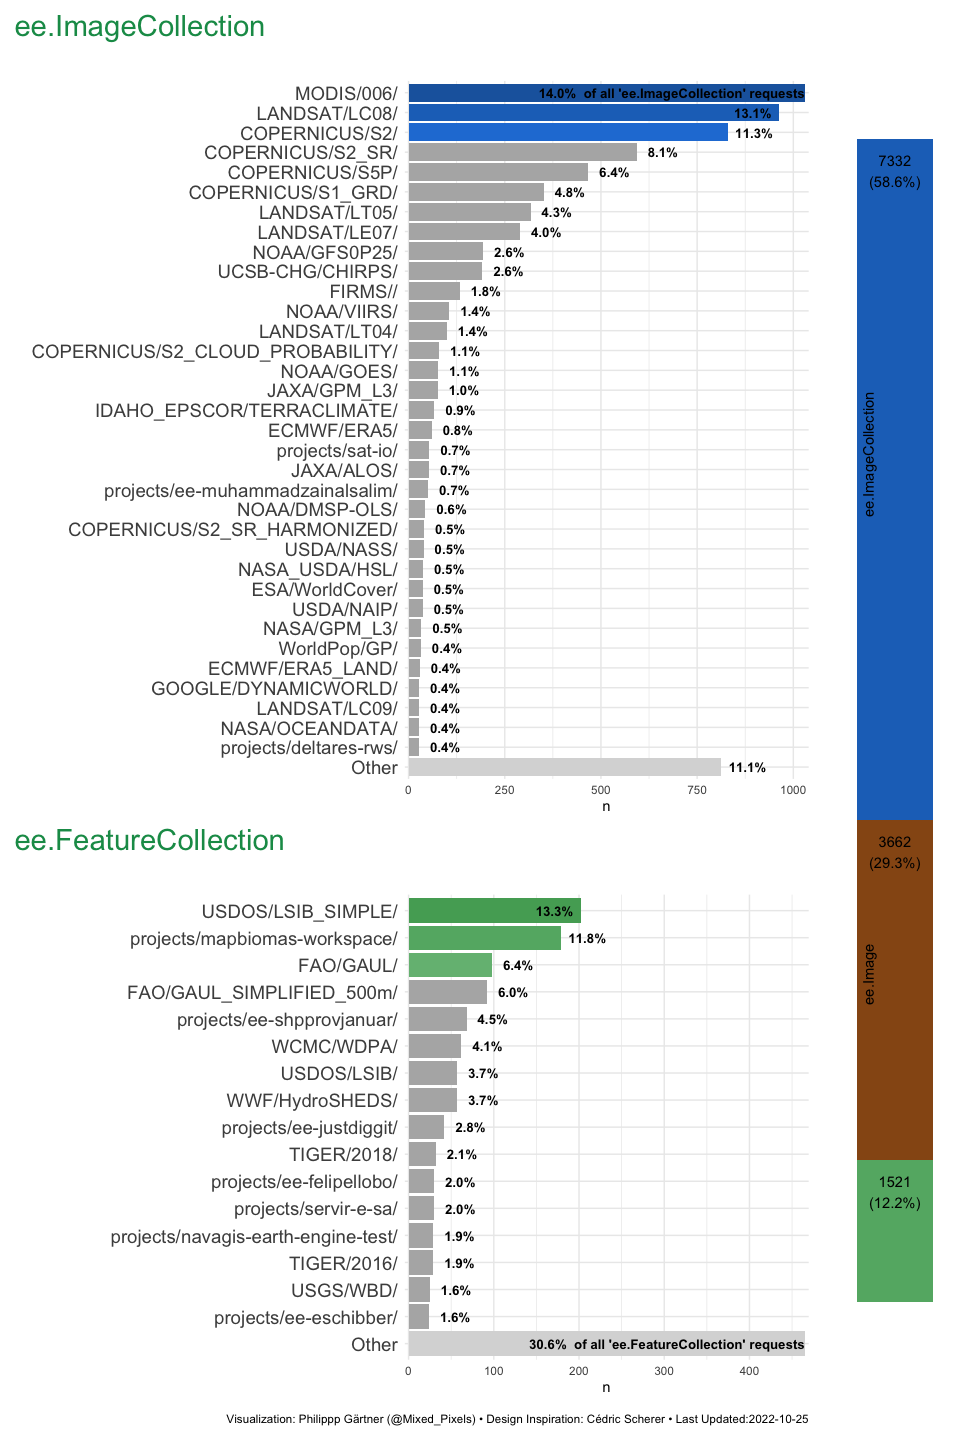 ee.ImageCollection
MODIS/006/ 14.0% of all 'ee.ImageCollection' requests
LANDSAT/LC08/ 13.1%
COPERNICUS/S2/ 11.3%
COPERNICUS/S2_SR/ 8.1%
COPERNICUS/S5P/ 6.4%
COPERNICUS/S1_GRD/ 4.8%
LANDSAT/LT05/ 4.3%
LANDSAT/LE07/ 4.0%
NOAA/GFS0P25/ 2.6%
UCSB-CHG/CHIRPS/ 2.6%
FIRMS// 1.8%
NOAA/VIIRS/ 1.4%
LANDSAT/LT04/ 1.4%
COPERNICUS/S2_CLOUD_PROBABILITY/ 1.1%
NOAA/GOES/ 1.1%
JAXA/GPM_L3/ 1.0%
IDAHO_EPSCOR/TERRACLIMATE/ 0.9%
ECMWF/ERA5/ 0.8%
projects/sat-io/ 0.7%
JAXA/ALOS/ 0.7%
projects/ee-muhammadzainalsalim/ 0.7%
NOAA/DMSP-OLS/ 0.6%
COPERNICUS/S2_SR_HARMONIZED/ 0.5%
USDA/NASS/ 0.5%
NASA_USDA/HSL/ 0.5%
ESA/WorldCover/ 0.5%
USDA/NAIP/ 0.5%
NASA/GPM_L3/ 0.5%
WorldPop/GP/ 0.4%
ECMWF/ERA5_LAND/ 0.4%
GOOGLE/DYNAMICWORLD/ 0.4%
LANDSAT/LC09/ 0.4%
NASA/OCEANDATA/ 0.4%
projects/deltares-rws/ 0.4%
Other 11.1%
0 250 500 750 1000
n
ee.FeatureCollection
USDOS/LSIB_SIMPLE/ 13.3%
projects/mapbiomas-workspace/ 11.8%
FAO/GAUL/ 6.4%
FAO/GAUL_SIMPLIFIED_500m/ 6.0%
projects/ee-shpprovjanuar/ 4.5%
WCMC/WDPA/ 4.1%
USDOS/LSIB/ 3.7%
WWF/HydroSHEDS/ 3.7%
projects/ee-justdiggit/ 2.8%
TIGER/2018/ 2.1%
projects/ee-felipellobo/ 2.0%
projects/servir-e-sa/ 2.0%
projects/navagis-earth-engine-test/ 1.9%
TIGER/2016/ 1.9%
USGS/WBD/ 1.6%
projects/ee-eschibber/ 1.6%
Other 30.6% of all 'ee.FeatureCollection' requests
0 100 200 300 400
n
7332
(58.6%)
ee.ImageCollection
3662
(29.3%)
ee.Image
1521
(12.2%)
Visualization: Philippp Gärtner (@Mixed_Pixels) • Design Inspiration: Cédric Scherer • Last Updated:2022-10-25